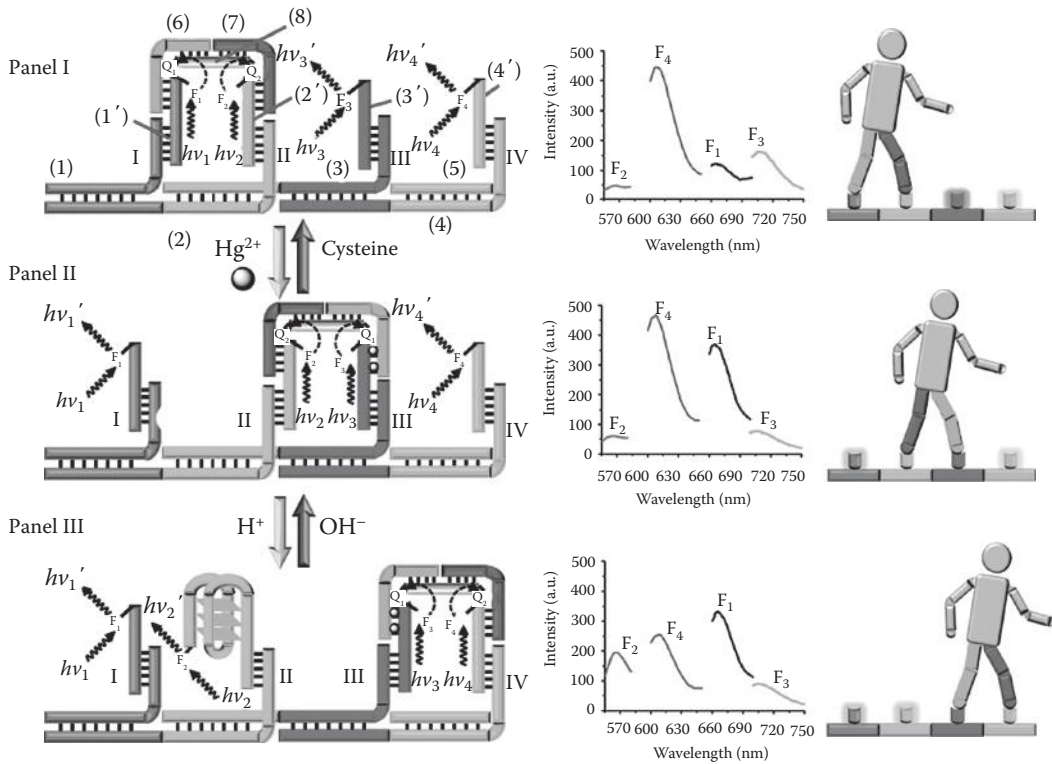 Panel I
(6) (7) (8)
hν3′ hν4′
Q1 Q2
(4′)
(1′) F1 F2 (2′) F3 (3′) F4
(1) I hν1 hν2 II hν3 (3) III hν4 (5) IV
(2) (4)
Hg2+ Cysteine
500
400
300
200
100
0
F4
F1
F3
F2
570 600 630 660 690 720 750
Intensity (a.u.)
Wavelength (nm)
Panel II
hν1′ hν4′
Q2 Q1
F1 F2 F3 F4
hν1 I II hν2 hν3 III hν4 IV
H+ OH−
500
400
300
200
100
0
F4
F1
F3
F2
570 600 630 660 690 720 750
Intensity (a.u.)
Wavelength (nm)
Panel III
hν1′ hν2′
Q1 Q2
F1 F2 F3 F4
hν1 I hν2 II III hν3 hν4 IV
500
400
300
200
100
0
F1
F2 F4
F3
570 600 630 660 690 720 750
Intensity (a.u.)
Wavelength (nm)